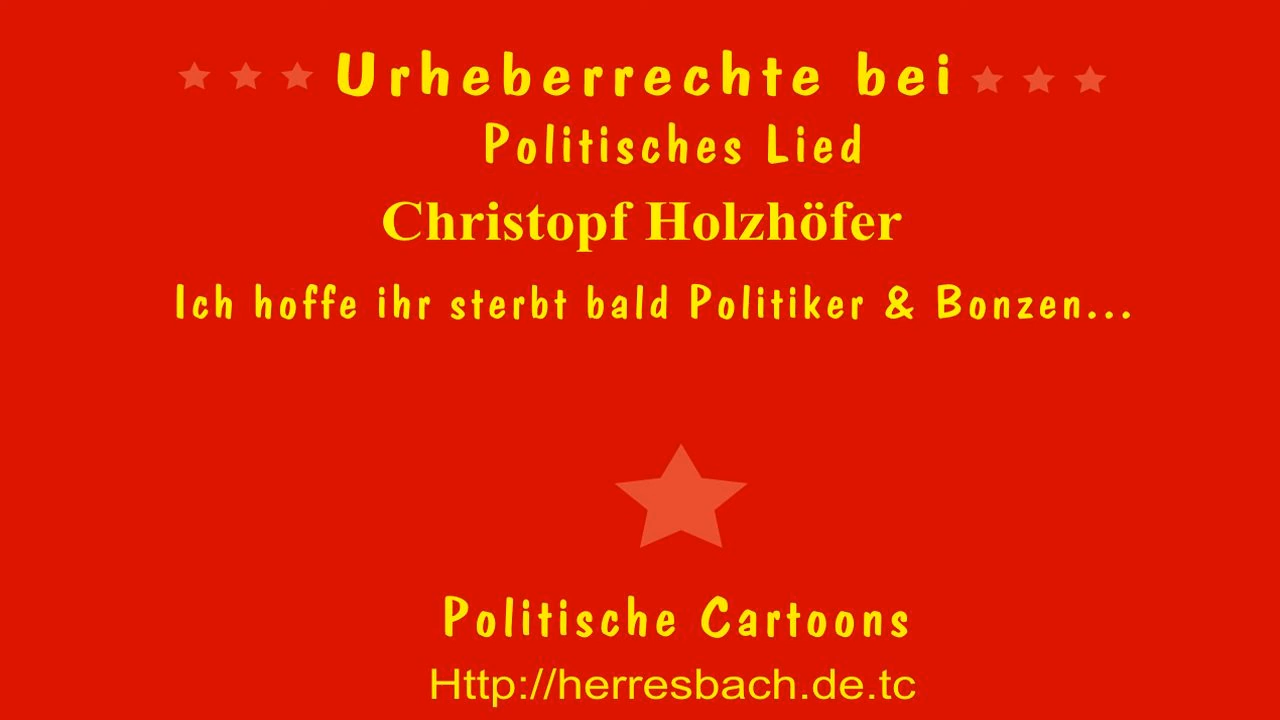 Urheberrechte bei
Politisches Lied
Christopf Holzhöfer
Ich hoffe ihr sterbt bald Politiker & Bonzen...
Politische Cartoons
Http://herresbach.de.tc